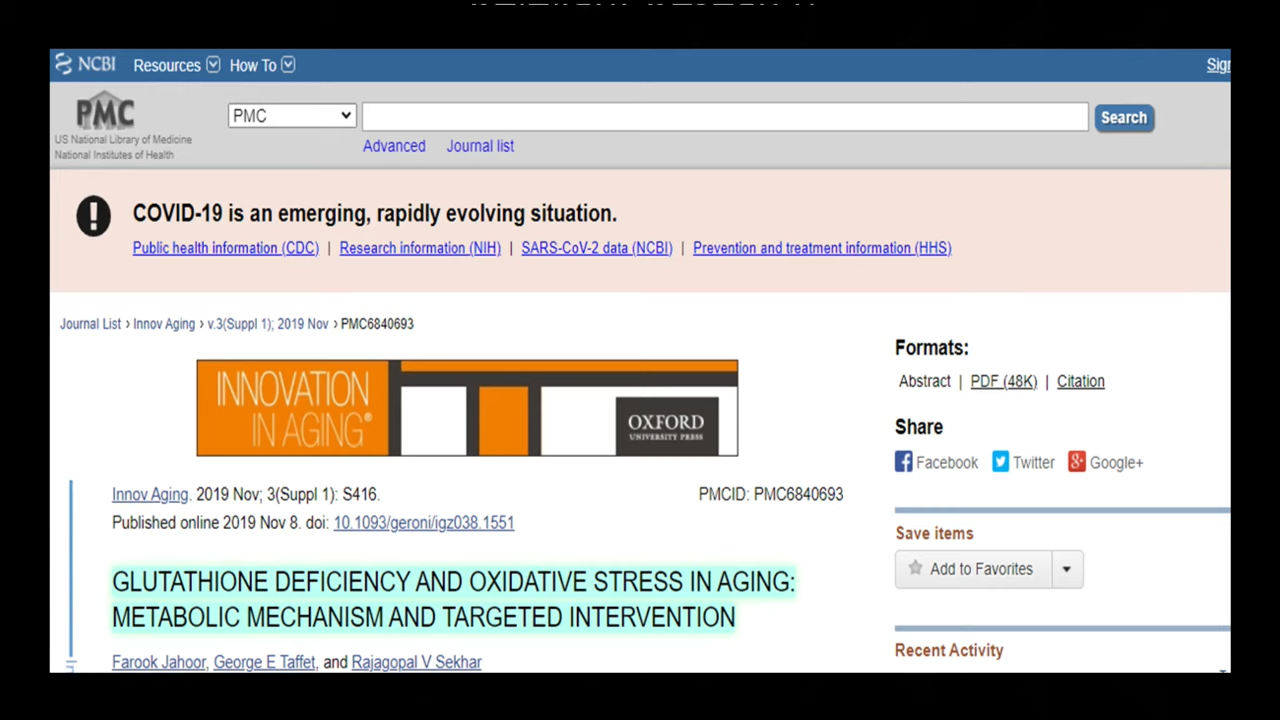 NCBI Resources How To Sign
PMC
US National Library of Medicine
National Institutes of Health
PMC
Search
Advanced Journal list
COVID-19 is an emerging, rapidly evolving situation.
Public health information (CDC) | Research information (NIH) | SARS-CoV-2 data (NCBI) | Prevention and treatment information (HHS)
Journal List › Innov Aging › v.3(Suppl 1); 2019 Nov › PMC6840693
INNOVATION
IN AGING®
OXFORD
UNIVERSITY PRESS
Innov Aging. 2019 Nov; 3(Suppl 1): S416.
PMCID: PMC6840693
Published online 2019 Nov 8. doi: 10.1093/geroni/igz038.1551
GLUTATHIONE DEFICIENCY AND OXIDATIVE STRESS IN AGING:
METABOLIC MECHANISM AND TARGETED INTERVENTION
Farook Jahoor, George E Taffet, and Rajagopal V Sekhar
Formats:
Abstract | PDF (48K) | Citation
Share
Facebook Twitter Google+
Save items
Add to Favorites
Recent Activity